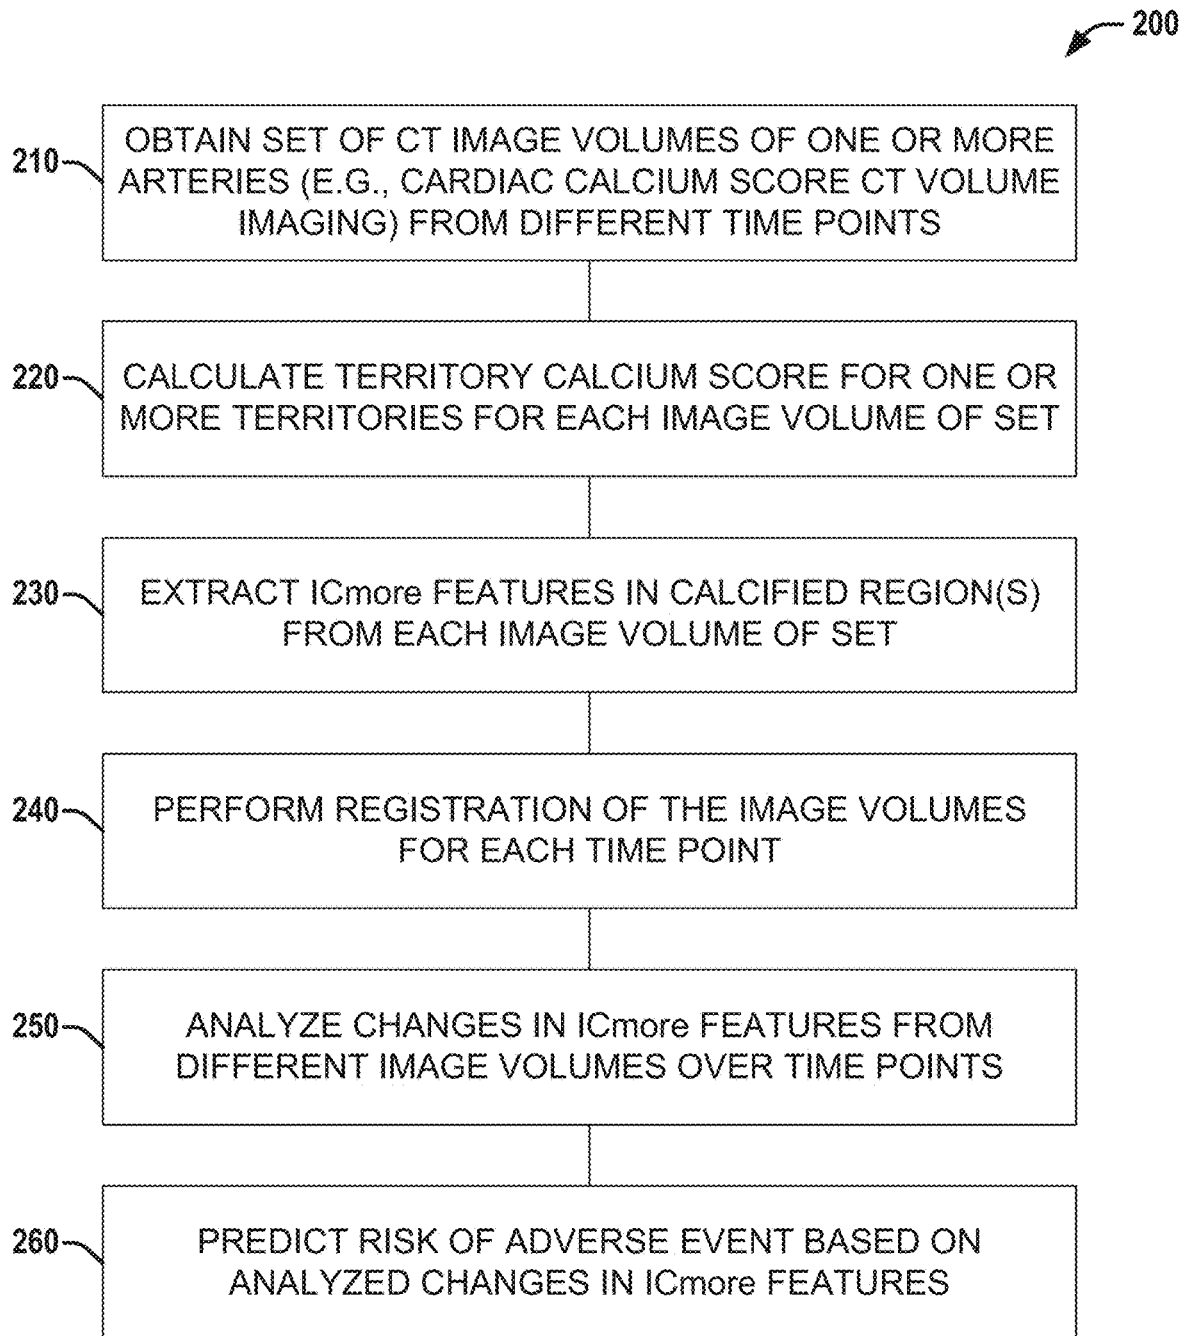 200
210
OBTAIN SET OF CT IMAGE VOLUMES OF ONE OR MORE
ARTERIES (E.G., CARDIAC CALCIUM SCORE CT VOLUME
IMAGING) FROM DIFFERENT TIME POINTS
220
CALCULATE TERRITORY CALCIUM SCORE FOR ONE OR
MORE TERRITORIES FOR EACH IMAGE VOLUME OF SET
230
EXTRACT ICmore FEATURES IN CALCIFIED REGION(S)
FROM EACH IMAGE VOLUME OF SET
240
PERFORM REGISTRATION OF THE IMAGE VOLUMES
FOR EACH TIME POINT
250
ANALYZE CHANGES IN ICmore FEATURES FROM
DIFFERENT IMAGE VOLUMES OVER TIME POINTS
260
PREDICT RISK OF ADVERSE EVENT BASED ON
ANALYZED CHANGES IN ICmore FEATURES